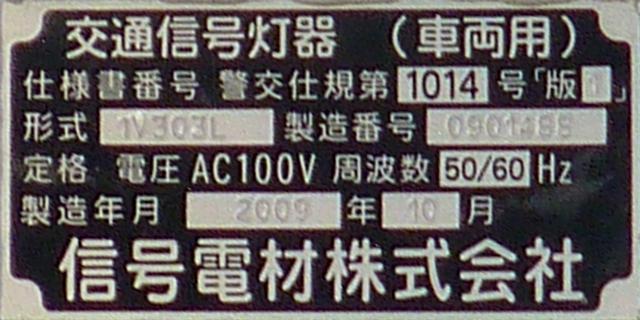 交通信号灯器 （車両用）
仕様書番号 警交仕規第 1014 号「版1」
形式 1V303L 製造番号
定格 電圧 AC100V 周波数 50/60 Hz
製造年月 2009 年 10 月
信号電材株式会社